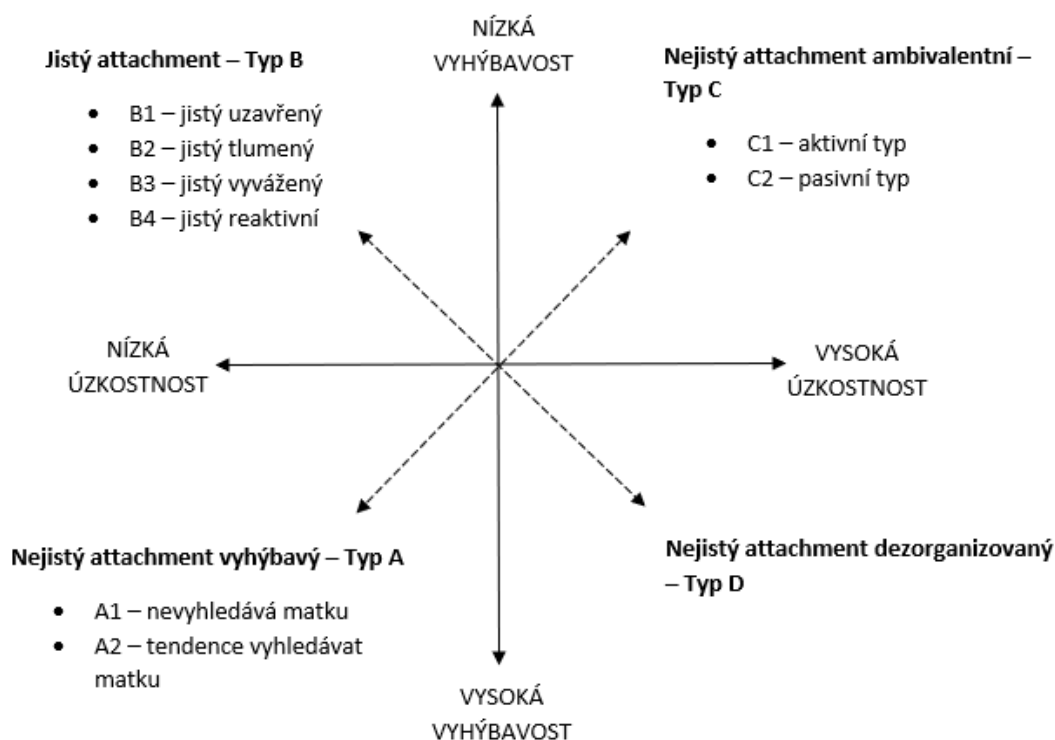 NÍZKÁ
VYHÝBAVOST
Jistý attachment – Typ B
• B1 – jistý uzavřený
• B2 – jistý tlumený
• B3 – jistý vyvážený
• B4 – jistý reaktivní
Nejistý attachment ambivalentní –
Typ C
• C1 – aktivní typ
• C2 – pasivní typ
NÍZKÁ
ÚZKOSTNOST
VYSOKÁ
ÚZKOSTNOST
Nejistý attachment vyhýbavý – Typ A
• A1 – nevyhledává matku
• A2 – tendence vyhledávat
matku
Nejistý attachment dezorganizovaný
– Typ D
VYSOKÁ
VYHÝBAVOST